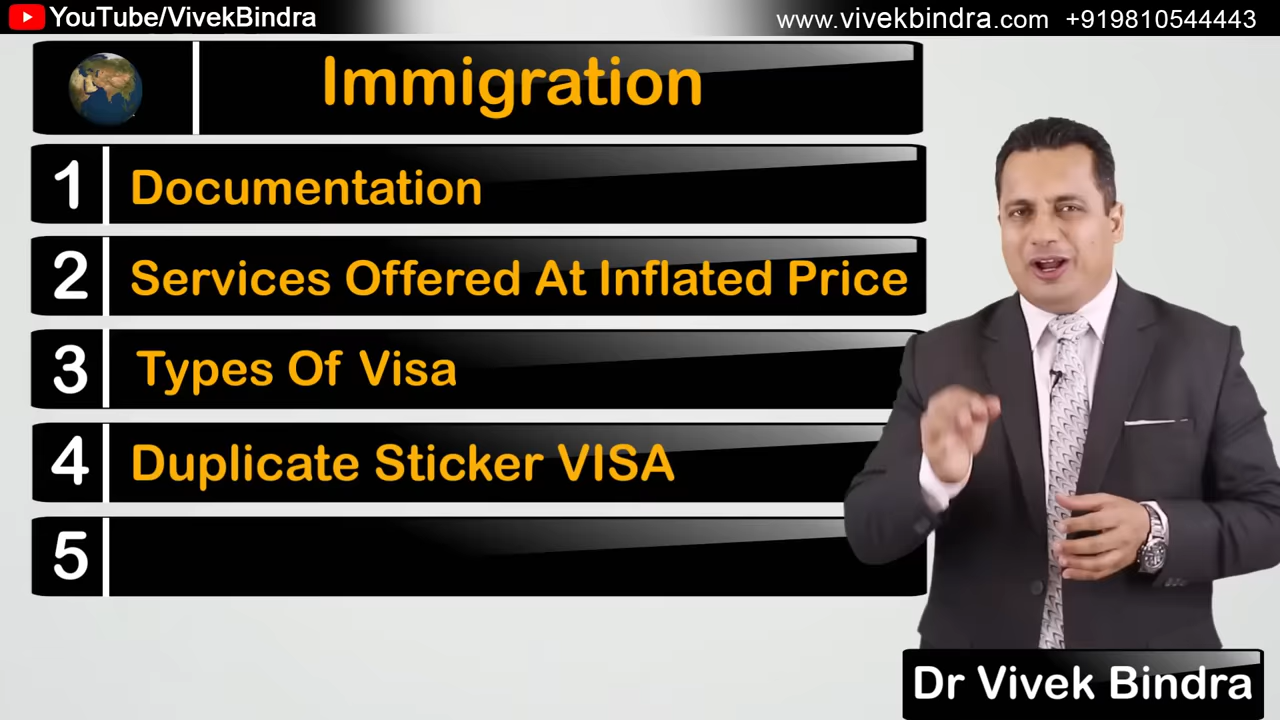 YouTube/VivekBindra
www.vivekbindra.com +919810544443
Immigration
1 Documentation
2 Services Offered At Inflated Price
3 Types Of Visa
4 Duplicate Sticker VISA
5
Dr Vivek Bindra